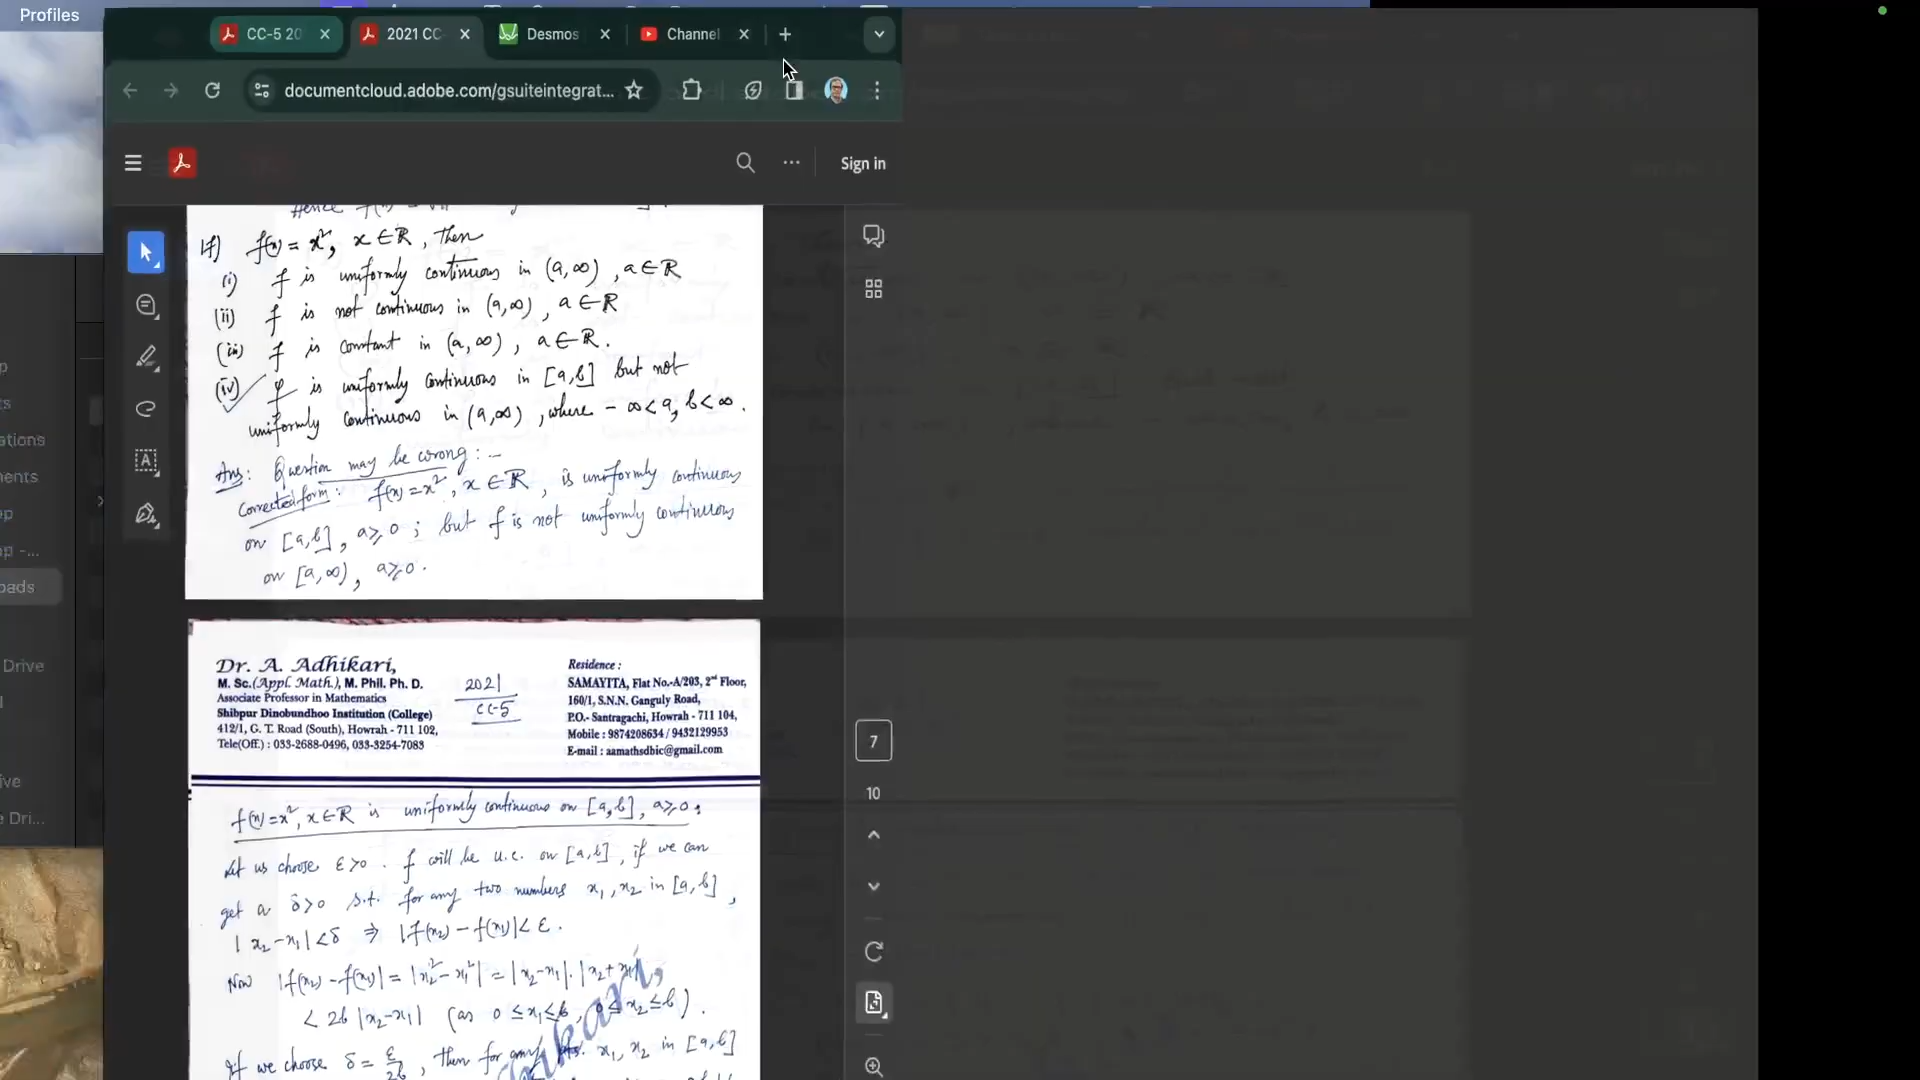 Profiles
CC-5 20
2021 CC
Desmos
Channel
documentcloud.adobe.com/gsuiteintegrat...
Sign in
If) f(x) = x², x ∈ ℝ, then
(i) f is uniformly continuous in (a,∞), a ∈ ℝ
(ii) f is not continuous in (a,∞), a ∈ ℝ
(iii) f is constant in (a,∞), a ∈ ℝ.
(iv) f is uniformly continuous in [a,b] but not
uniformly continuous in (a,∞), where -∞<a, b<∞.
Ans: Question may be wrong:-
Corrected form: f(x)=x², x ∈ ℝ, is uniformly continuous
on [a,b], a≥0; but f is not uniformly continuous
on [a,∞), a≥0.
Dr. A. Adhikari,
M. Sc.(Appl. Math.), M. Phil. Ph. D.
Associate Professor in Mathematics
Shibpur Dinobundhoo Institution (College)
412/1, G. T. Road (South), Howrah - 711 102,
Tele(Off.) : 033-2688-0496, 033-3254-7083
2021
CC-5
Residence :
SAMAYITA, Flat No.-A/203, 2nd Floor,
160/1, S.N.N. Ganguly Road,
P.O.- Santragachi, Howrah - 711 104,
Mobile : 9874208634 / 9432129953
E-mail : aamathsdbic@gmail.com
f(x)=x², x∈ℝ is uniformly continuous on [a,b], a≥0:
Let us choose ε>0. f will be u.c. on [a,b], if we can
get a δ>0 s.t. for any two numbers x₁, x₂ in [a,b],
|x₂-x₁|<δ ⇒ |f(x₂)-f(x₁)|<ε.
Now |f(x₂)-f(x₁)| = |x₂²-x₁²| = |x₂-x₁|·|x₂+x₁|
< 2b|x₂-x₁| (as 0≤x₁≤b, 0≤x₂≤b).
If we choose δ = ε/2b, then for any pts. x₁, x₂ in [a,b]
7
10
ations
ments
ep -...
oads
Drive
ive
e Dri...